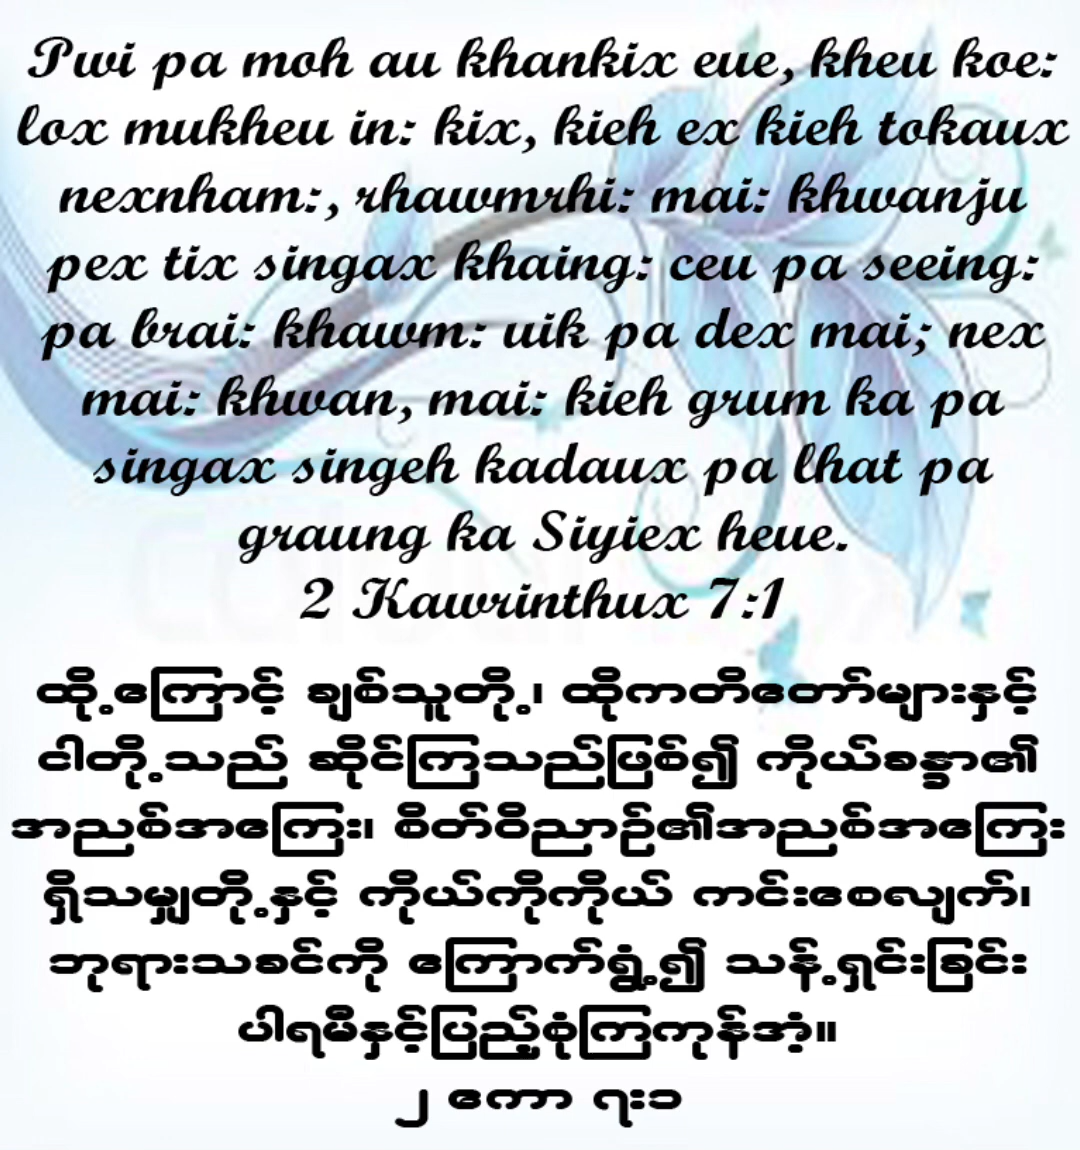 Pwi pa moh au khankix eue, kheu koe:
lox mukheu in: kix, kieh ex kieh tokaux
nexnham:, rhawmrhi: mai: khwanju
pex tix singax khaing: ceu pa seeing:
pa brai: khawm: uik pa dex mai; nex
mai: khwan, mai: kieh grum ka pa
singax singeh kadaux pa lhat pa
graung ka Siyiex heue.
2 Kawrinthux 7:1
ထို့ကြောင့် ချစ်သူတို့၊ ထိုကတိတော်များနှင့်
ငါတို့သည် ဆိုင်ကြသည်ဖြစ်၍ ကိုယ်ခန္ဓာ၏
အညစ်အကြေး၊ စိတ်ဝိညာဉ်၏အညစ်အကြေး
ရှိသမျှတို့နှင့် ကိုယ်ကိုကိုယ် ကင်းစေလျက်၊
ဘုရားသခင်ကို ကြောက်ရွံ့၍ သန့်ရှင်းခြင်း
ပါရမီနှင့်ပြည့်စုံကြကုန်အံ့။
၂ ကော ၇း၁